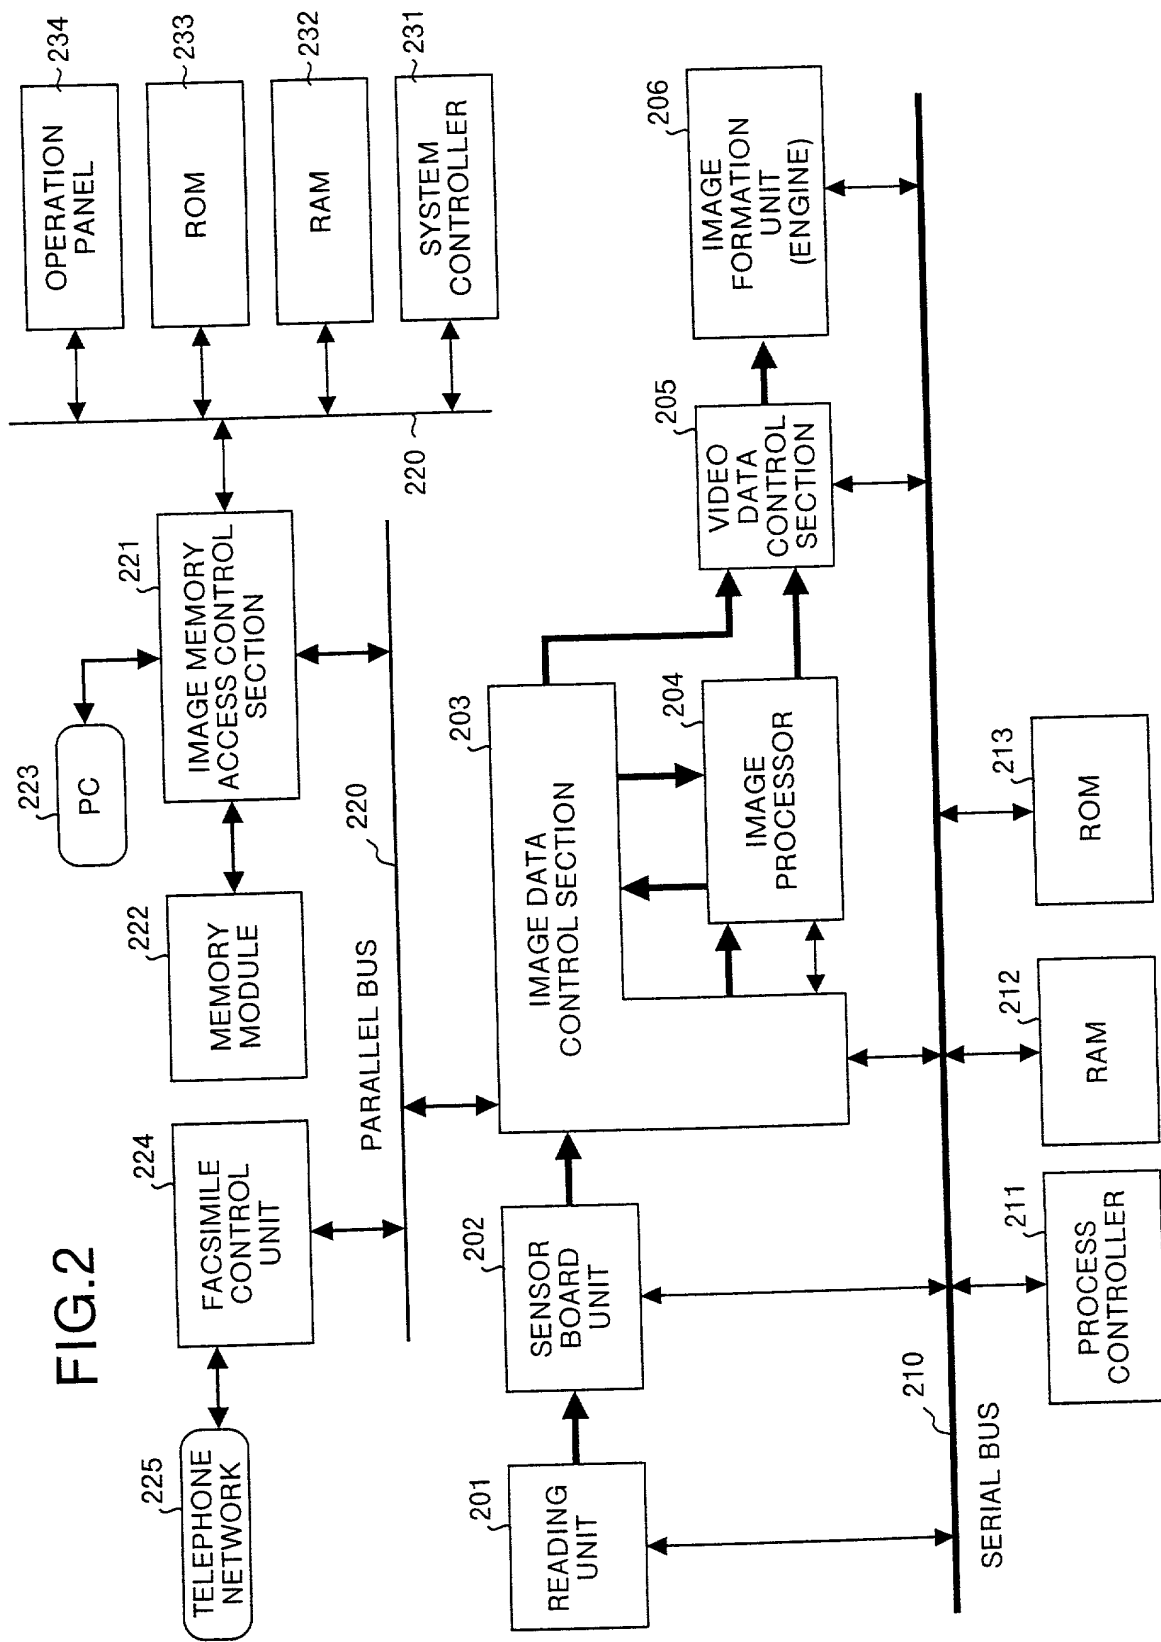 FIG.2
225
TELEPHONE
NETWORK
224
FACSIMILE
CONTROL
UNIT
222
MEMORY
MODULE
223
PC
221
IMAGE MEMORY
ACCESS CONTROL
SECTION
234
OPERATION
PANEL
233
ROM
232
RAM
231
SYSTEM
CONTROLLER
220
PARALLEL BUS
220
201
READING
UNIT
202
SENSOR
BOARD
UNIT
203
IMAGE DATA
CONTROL SECTION
204
IMAGE
PROCESSOR
205
VIDEO
DATA
CONTROL
SECTION
206
IMAGE
FORMATION
UNIT
(ENGINE)
SERIAL BUS
210
211
PROCESS
CONTROLLER
212
RAM
213
ROM